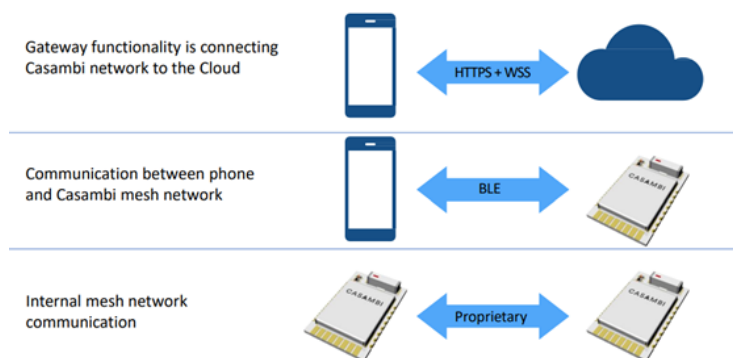 Gateway functionality is connecting
Casambi network to the Cloud
HTTPS + WSS
Communication between phone
and Casambi mesh network
BLE
CASAMBI
Internal mesh network
communication
CASAMBI
Proprietary
CASAMBI